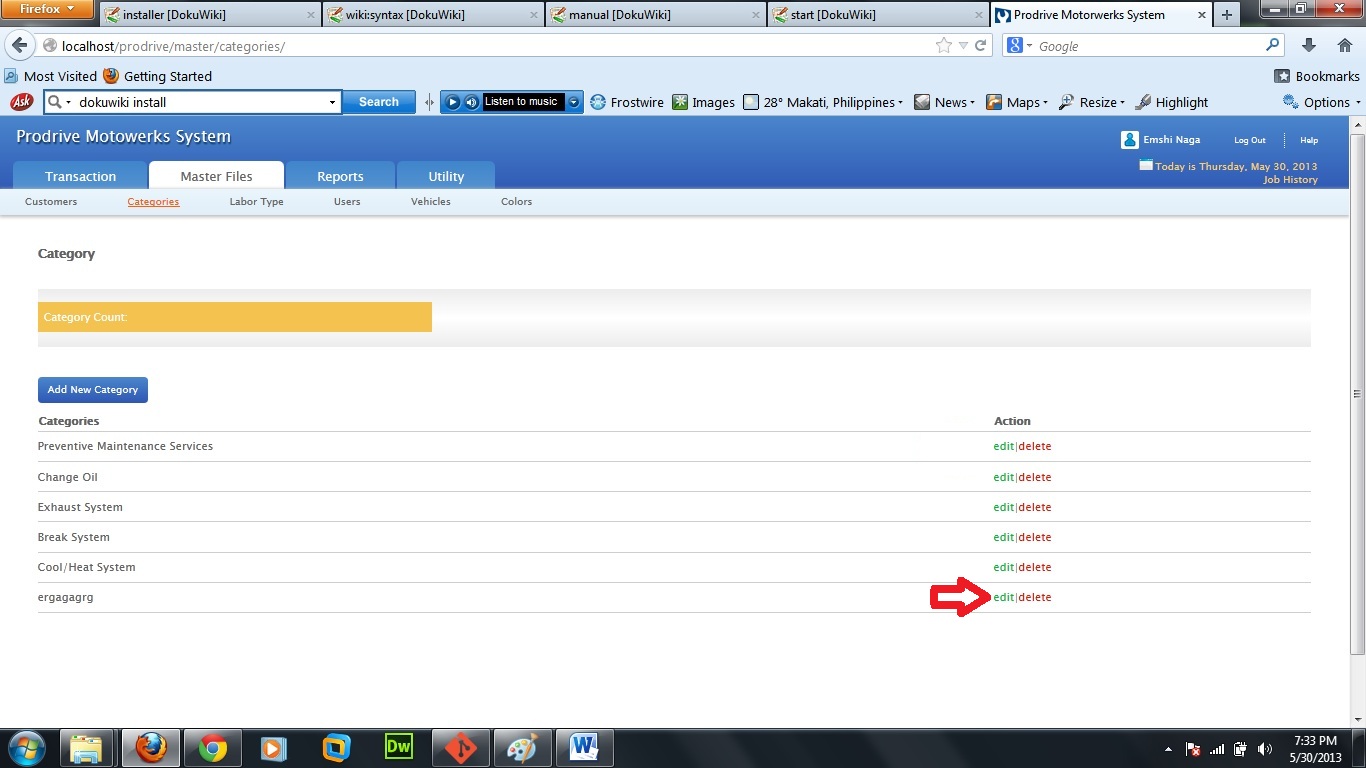 Firefox
installer [DokuWiki]
wiki:syntax [DokuWiki]
manual [DokuWiki]
start [DokuWiki]
Prodrive Motorwerks System
localhost/prodrive/master/categories/
Google
Most Visited Getting Started
Bookmarks
Ask dokuwiki install Search Listen to music Frostwire Images 28° Makati, Philippines News Maps Resize Highlight Options
Prodrive Motowerks System
Emshi Naga Log Out Help
Today is Thursday, May 30, 2013
Job History
Transaction Master Files Reports Utility
Customers Categories Labor Type Users Vehicles Colors
Category
Category Count:
Add New Category
Categories Action
Preventive Maintenance Services edit|delete
Change Oil edit|delete
Exhaust System edit|delete
Break System edit|delete
Cool/Heat System edit|delete
ergagagrg edit|delete
Dw
W
7:33 PM
5/30/2013